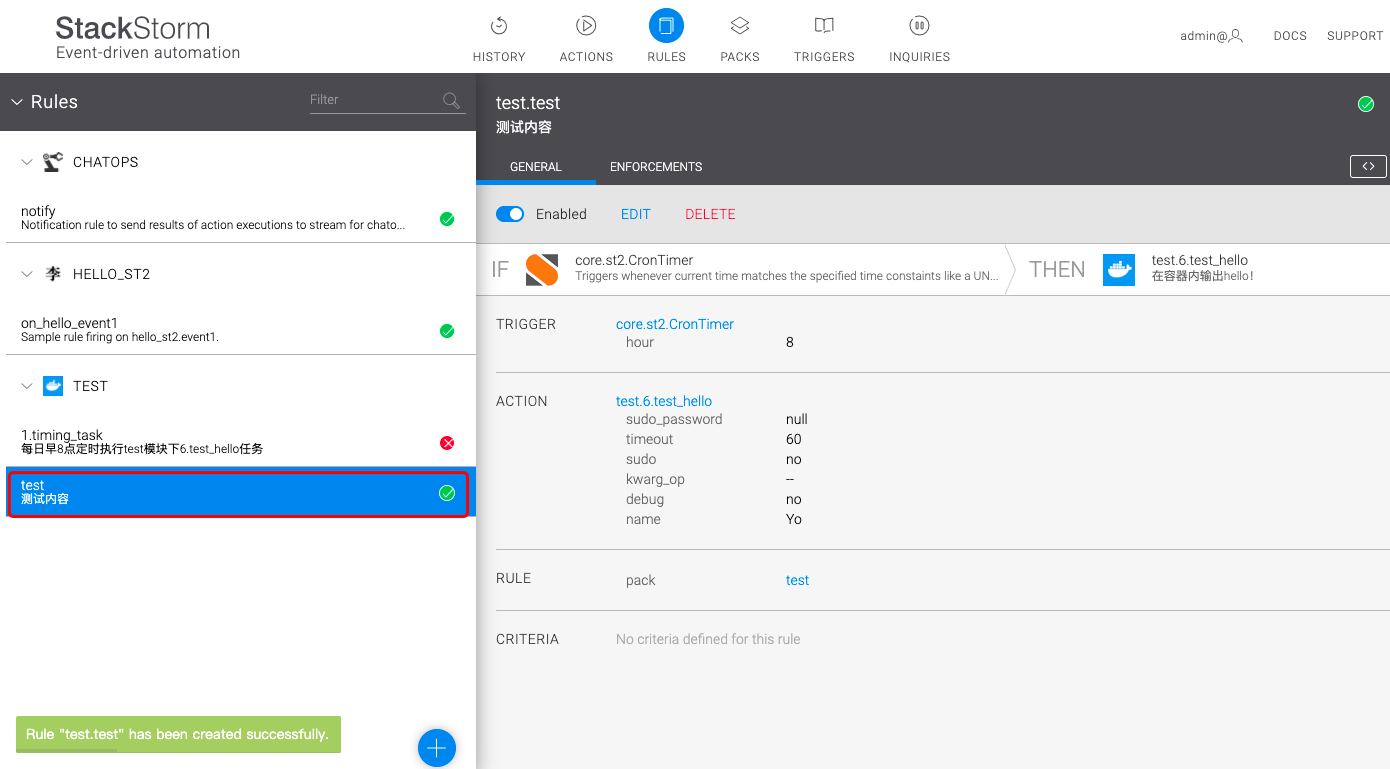 StackStorm
Event-driven automation
HISTORY
ACTIONS
RULES
PACKS
TRIGGERS
INQUIRIES
admin@
DOCS
SUPPORT
Rules
Filter
CHATOPS
notify
Notification rule to send results of action executions to stream for chato...
李 HELLO_ST2
on_hello_event1
Sample rule firing on hello_st2.event1.
TEST
1.timing_task
每日早8点定时执行test模块下6.test_hello任务
test
测试内容
Rule "test.test" has been created successfully.
test.test
测试内容
GENERAL
ENFORCEMENTS
<>
Enabled
EDIT
DELETE
IF
core.st2.CronTimer
Triggers whenever current time matches the specified time constaints like a UN...
THEN
test.6.test_hello
在容器内输出hello!
TRIGGER
core.st2.CronTimer
hour 8
ACTION
test.6.test_hello
sudo_password null
timeout 60
sudo no
kwarg_op --
debug no
name Yo
RULE
pack test
CRITERIA
No criteria defined for this rule